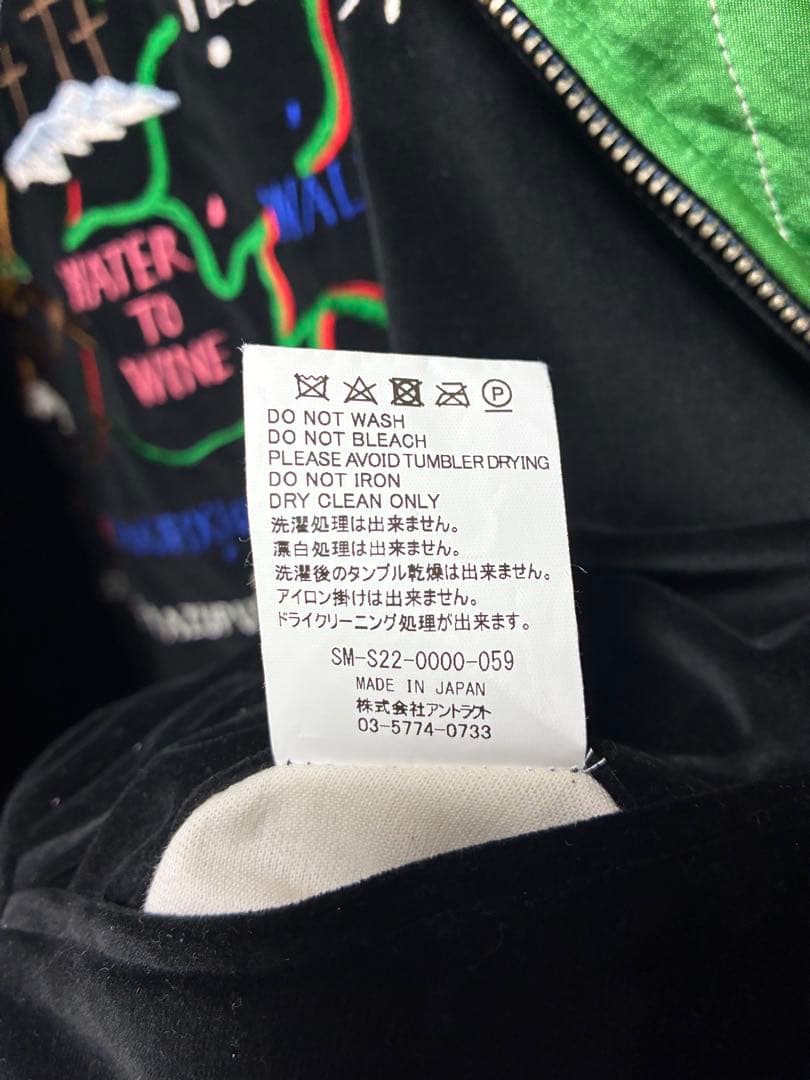 WATER
TO
WINE
WAL
DO NOT WASH
DO NOT BLEACH
PLEASE AVOID TUMBLER DRYING
DO NOT IRON
DRY CLEAN ONLY
洗濯処理は出来ません。
漂白処理は出来ません。
洗濯後のタンブル乾燥は出来ません。
アイロン掛けは出来ません。
ドライクリーニング処理が出来ます。
SM-S22-0000-059
MADE IN JAPAN
株式会社アントラクト
03-5774-0733